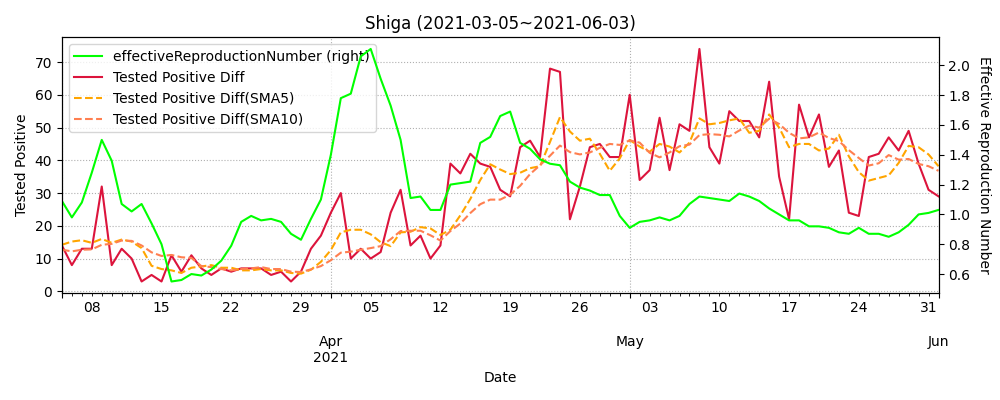 Shiga (2021-03-05~2021-06-03)
effectiveReproductionNumber (right)
Tested Positive Diff
Tested Positive Diff(SMA5)
Tested Positive Diff(SMA10)
Tested Positive
70
60
50
40
30
20
10
0
Effective Reproduction Number
2.0
1.8
1.6
1.4
1.2
1.0
0.8
0.6
08 15 22 29 05 12 19 26 03 10 17 24 31
Apr May Jun
2021
Date